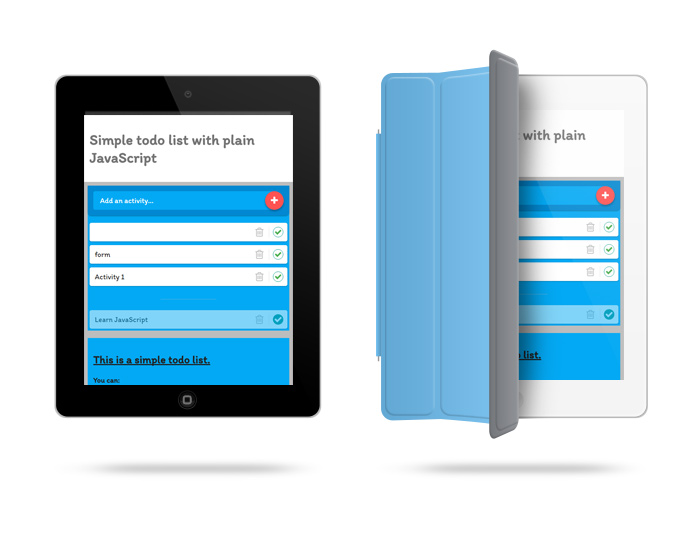 Simple todo list with plain
JavaScript
Add an activity...
form
Activity 1
Learn JavaScript
This is a simple todo list.
You can:
with plain
list.